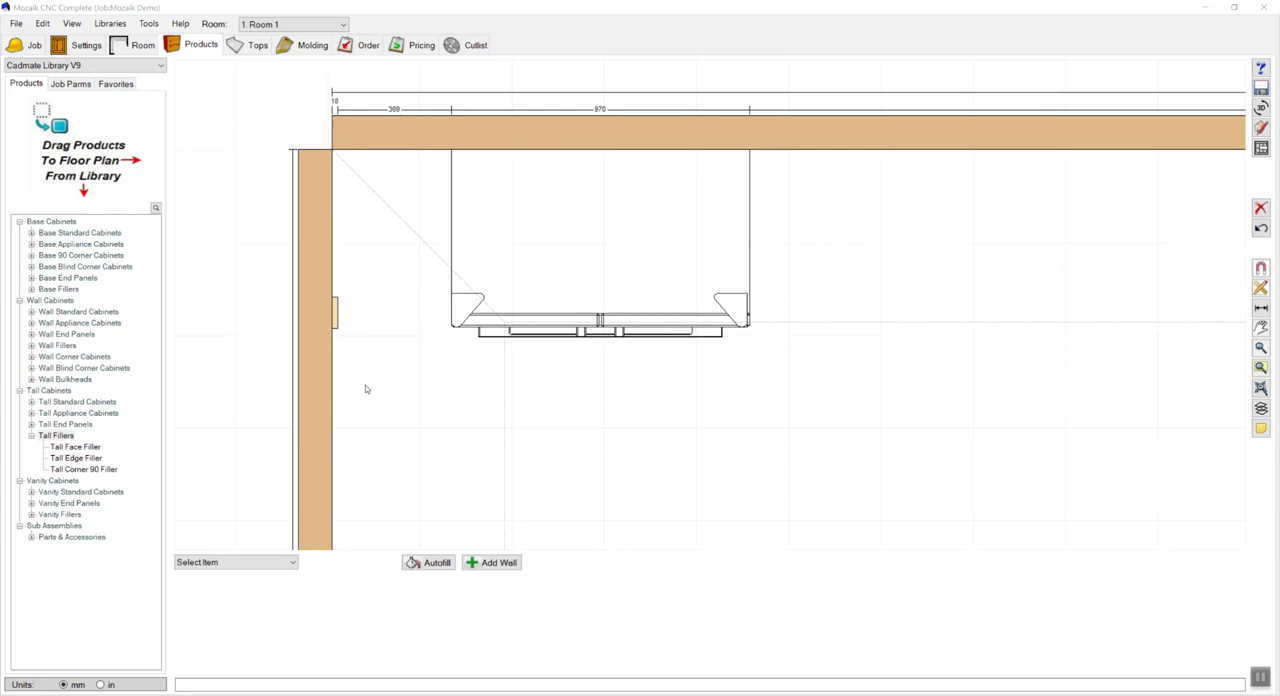 Mozaik CNC Complete (Job:Mozaik Demo)
File Edit View Libraries Tools Help Room: 1. Room 1
Job Settings Room Products Tops Molding Order Pricing Cutlist
Cadmate Library V9
Products Job Parms Favorites
Drag Products
To Floor Plan
From Library
Base Cabinets
Base Standard Cabinets
Base Appliance Cabinets
Base 90 Corner Cabinets
Base Blind Corner Cabinets
Base End Panels
Base Fillers
Wall Cabinets
Wall Standard Cabinets
Wall Appliance Cabinets
Wall End Panels
Wall Fillers
Wall Corner Cabinets
Wall Blind Corner Cabinets
Wall Bulkheads
Tall Cabinets
Tall Standard Cabinets
Tall Appliance Cabinets
Tall End Panels
Tall Fillers
Tall Face Filler
Tall Edge Filler
Tall Corner 90 Filler
Vanity Cabinets
Vanity Standard Cabinets
Vanity End Panels
Vanity Fillers
Sub Assemblies
Parts & Accessories
Units: mm in
18
369 970
Select Item Autofill Add Wall
3D